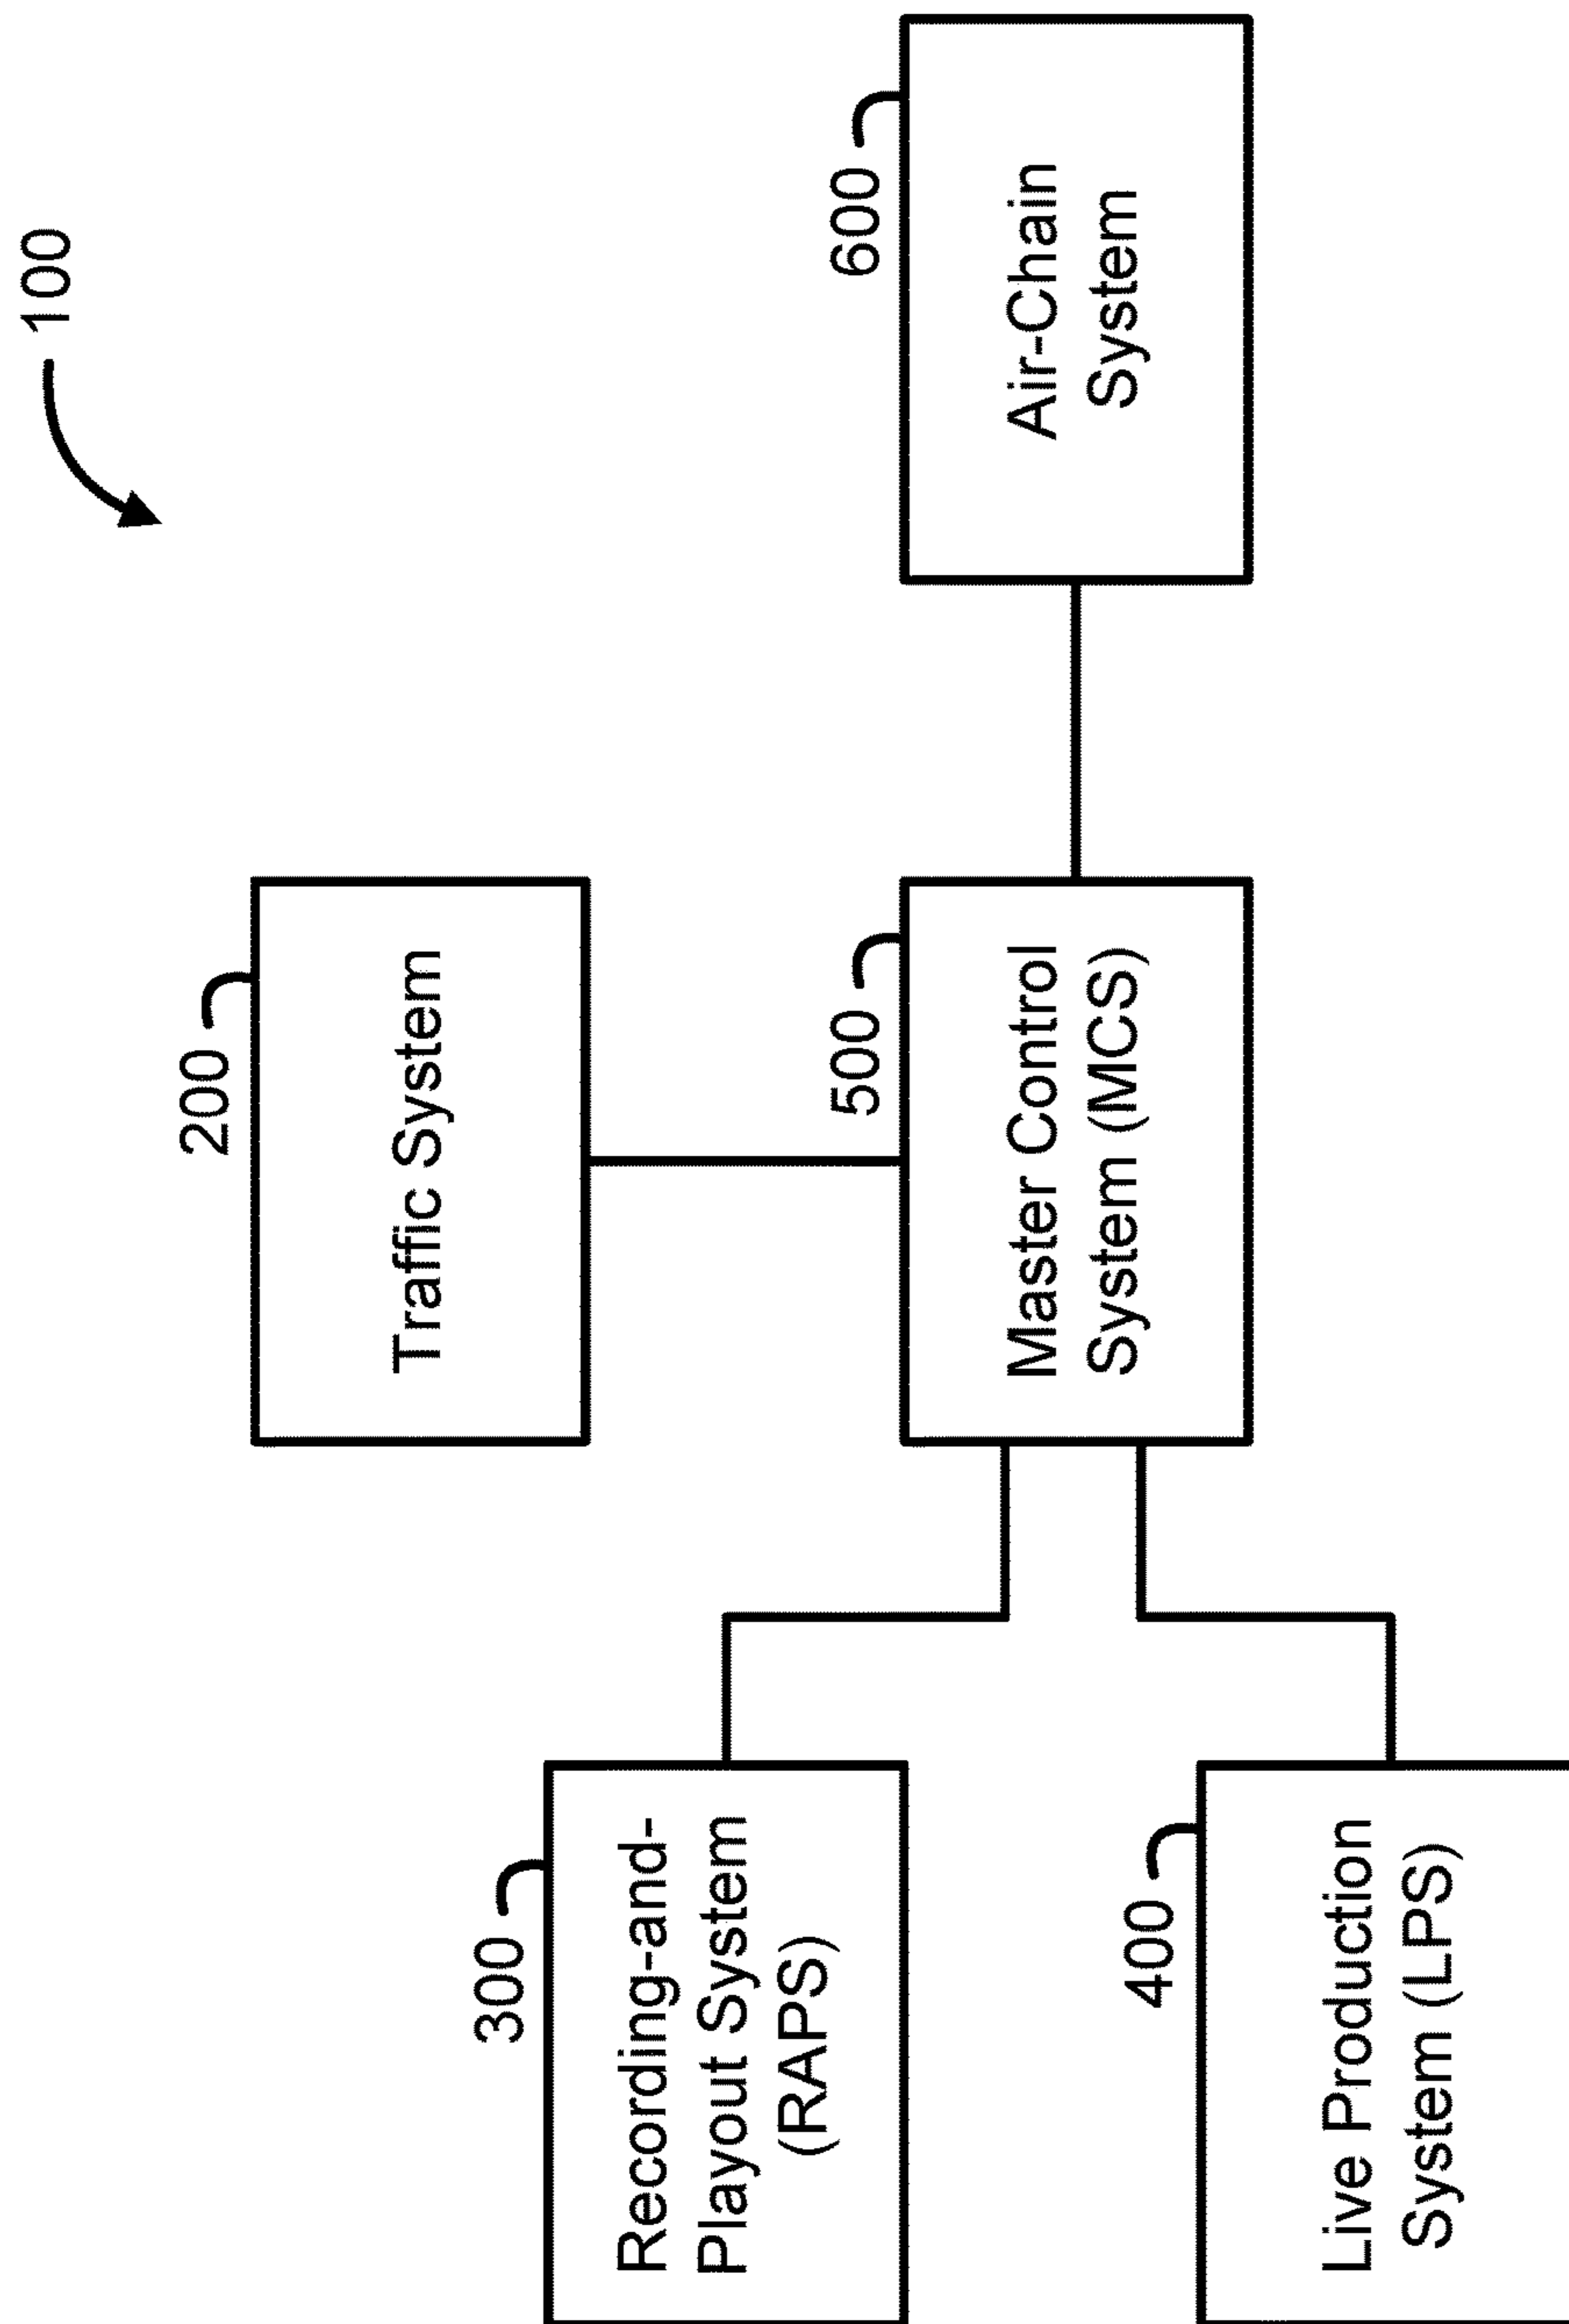 100
200
Traffic System
300
Recording-and-
Playout System
(RAPS)
500
Master Control
System (MCS)
600
Air-Chain
System
400
Live Production
System (LPS)